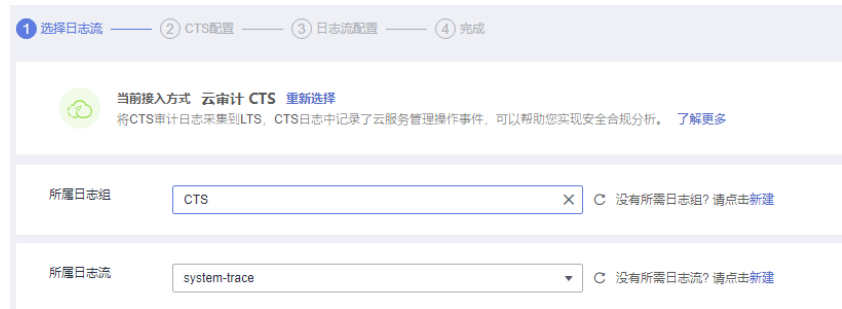 1 选择日志流 2 CTS配置 3 日志流配置 4 完成
当前接入方式 云审计 CTS 重新选择
将CTS审计日志采集到LTS，CTS日志中记录了云服务管理操作事件，可以帮助您实现安全合规分析。 了解更多
所属日志组 CTS 没有所需日志组? 请点击新建
所属日志流 system-trace 没有所需日志流? 请点击新建